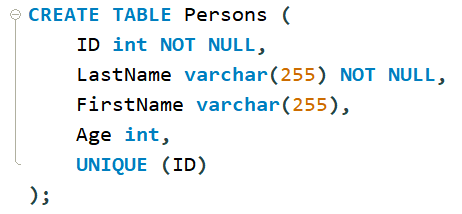 CREATE TABLE Persons (
    ID int NOT NULL,
    LastName varchar(255) NOT NULL,
    FirstName varchar(255),
    Age int,
    UNIQUE (ID)
);